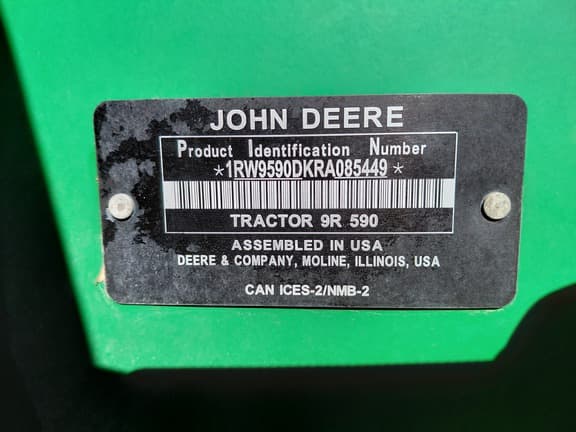 JOHN DEERE
Product Identification Number
*1RW9590DKRA085449*
TRACTOR 9R 590
ASSEMBLED IN USA
DEERE & COMPANY, MOLINE, ILLINOIS, USA
CAN ICES-2/NMB-2